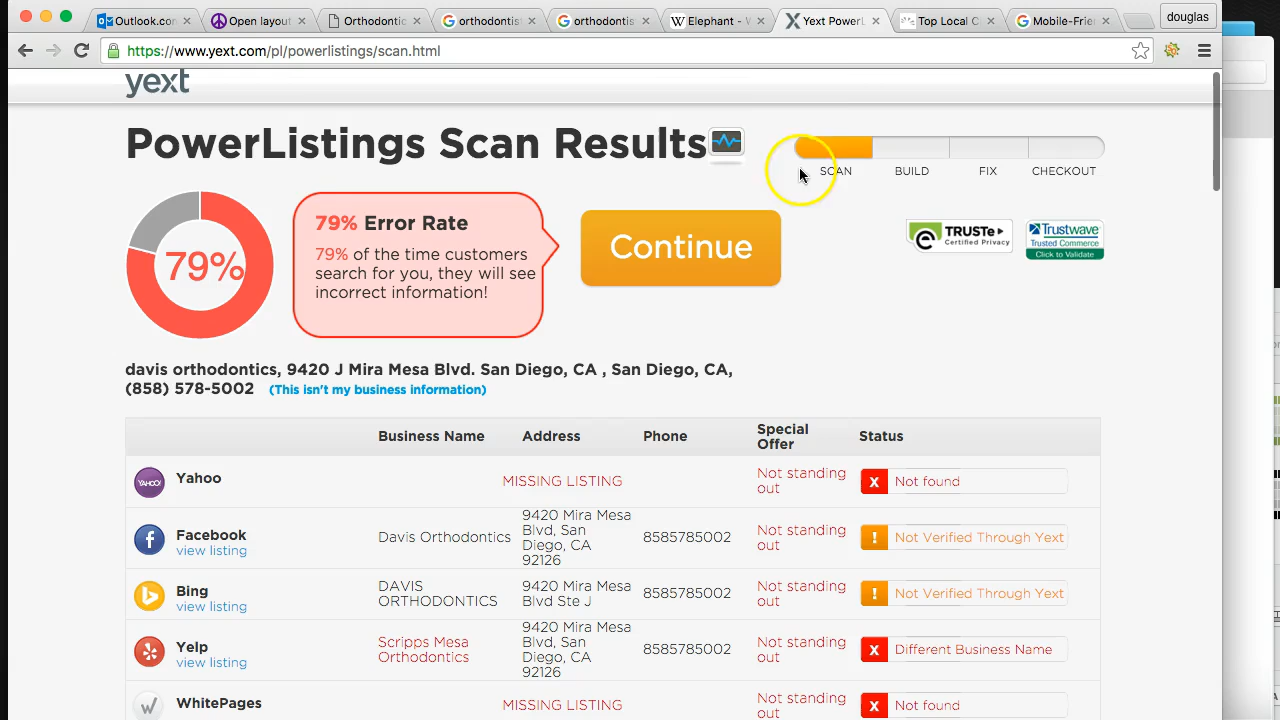 Outlook.co
Open layou
Orthodontic
orthodontis
orthodontis
Elephant - W
Yext PowerL
Top Local C
Mobile-Frie
douglas
https://www.yext.com/pl/powerlistings/scan.html
yext
PowerListings Scan Results
SCAN BUILD FIX CHECKOUT
79%
79% Error Rate
79% of the time customers
search for you, they will see
incorrect information!
Continue
TRUSTe
Certified Privacy
Trustwave
Trusted Commerce
Click to Validate
davis orthodontics, 9420 J Mira Mesa Blvd. San Diego, CA , San Diego, CA,
(858) 578-5002 (This isn't my business information)
Business Name Address Phone Special Offer Status
YAHOO!
Yahoo MISSING LISTING Not standing out X Not found
Facebook
view listing
Davis Orthodontics
9420 Mira Mesa
Blvd, San
Diego, CA
92126
8585785002
Not standing
out
! Not Verified Through Yext
Bing
view listing
DAVIS
ORTHODONTICS
9420 Mira Mesa
Blvd Ste J
8585785002
Not standing
out
! Not Verified Through Yext
Yelp
view listing
Scripps Mesa
Orthodontics
9420 Mira Mesa
Blvd, San
Diego, CA
92126
8585785002
Not standing
out
X Different Business Name
WhitePages MISSING LISTING
Not standing
out
X Not found